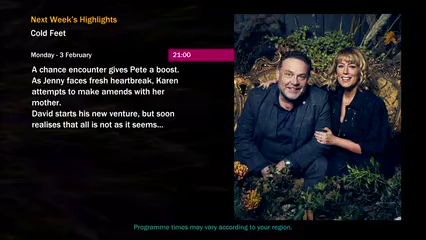 Next Week's Highlights
Cold Feet
Monday - 3 February
21:00
A chance encounter gives Pete a boost.
As Jenny faces fresh heartbreak, Karen
attempts to make amends with her
mother.
David starts his new venture, but soon
realises that all is not as it seems...
Programme times may vary according to your region.